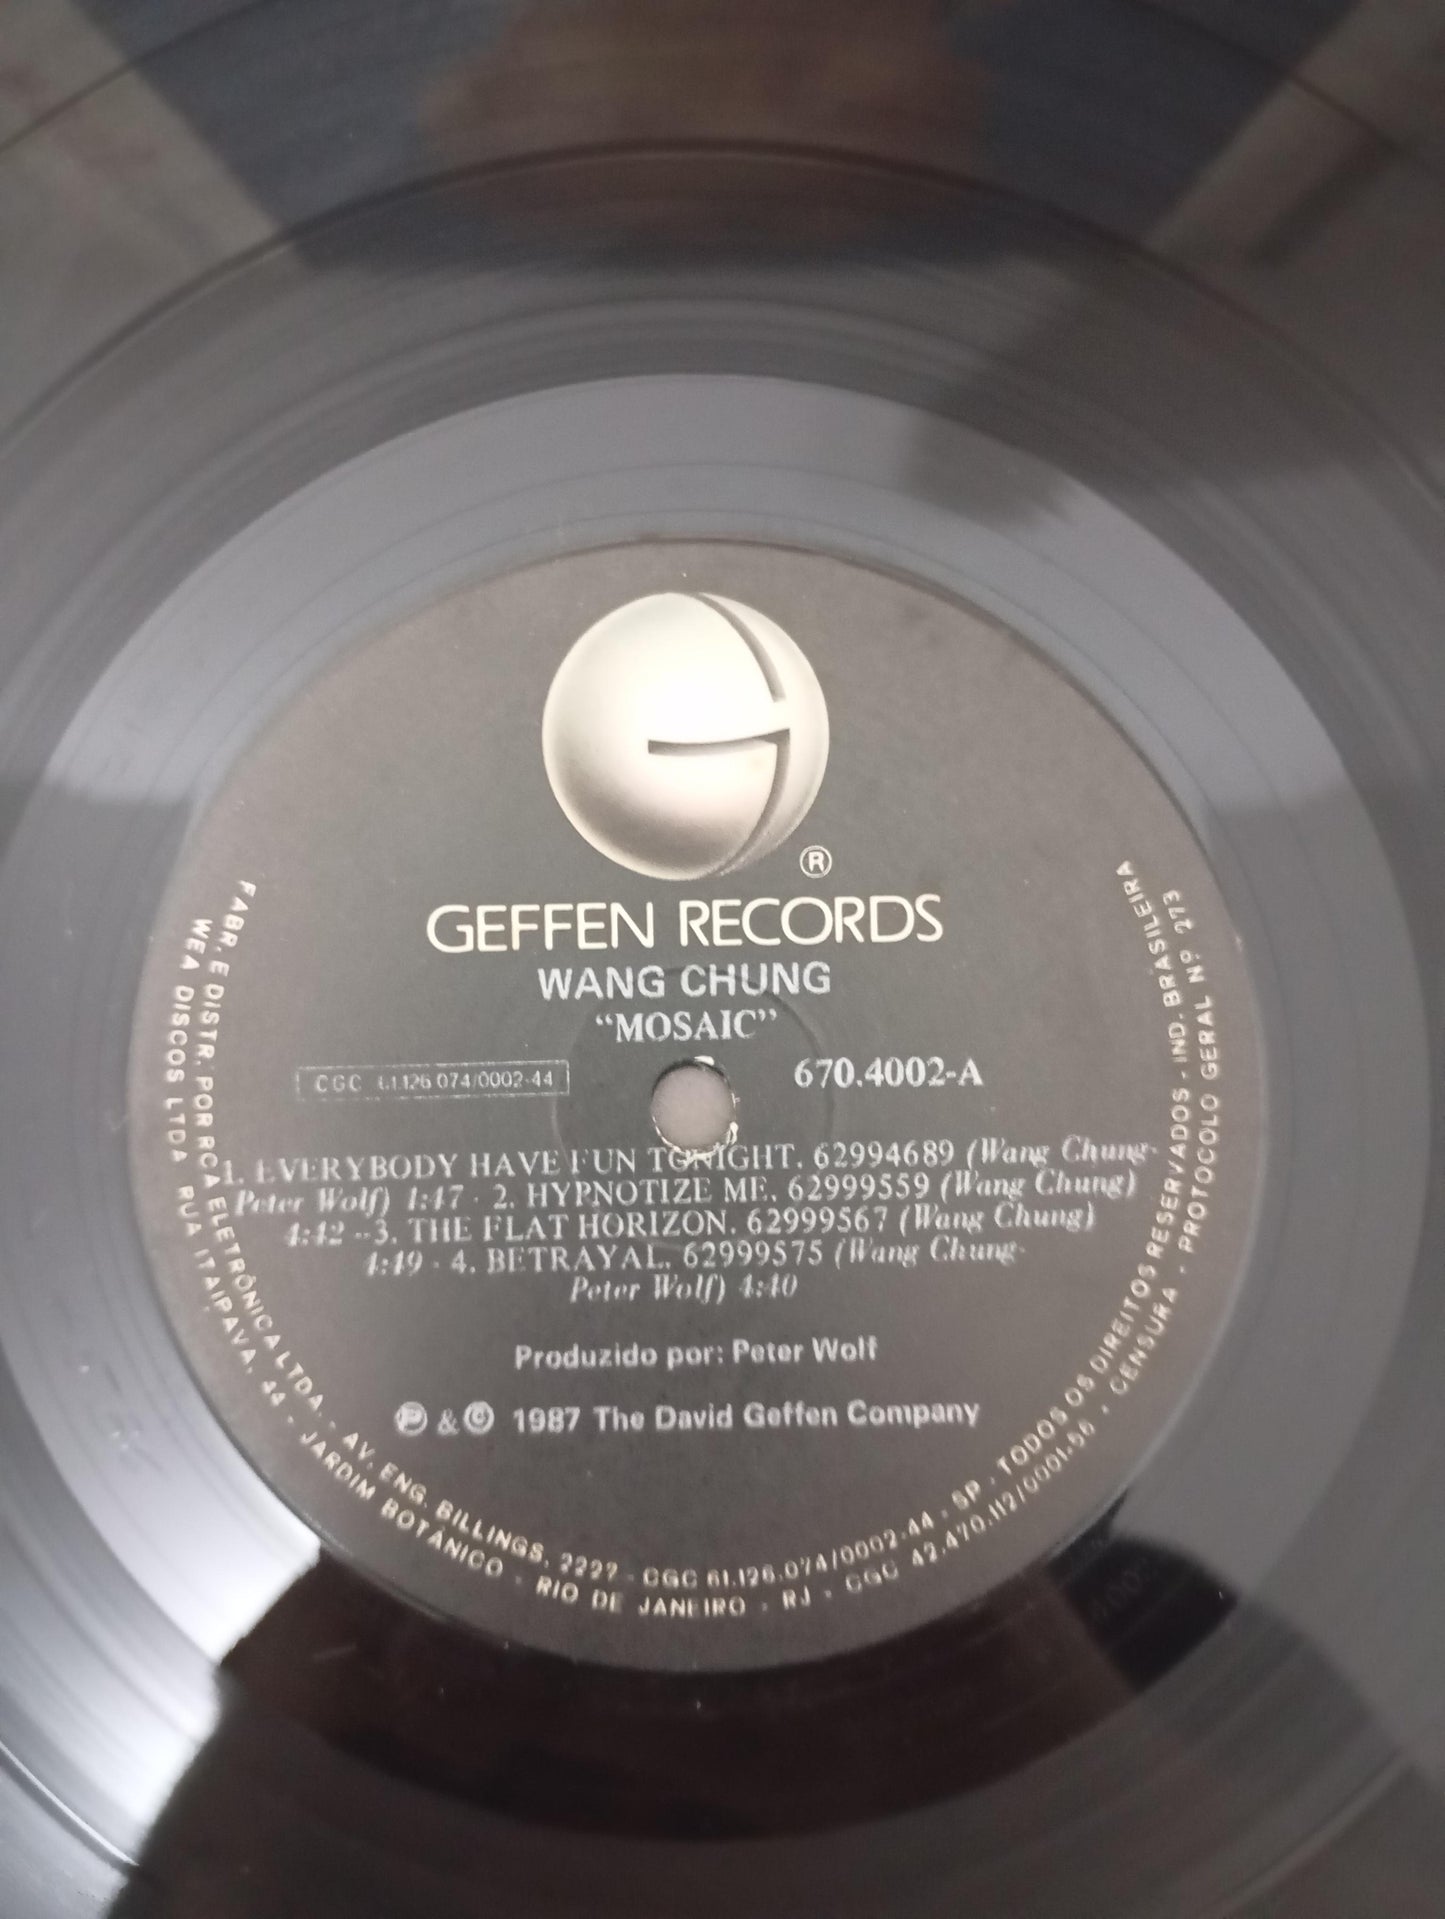 ®
GEFFEN RECORDS
WANG CHUNG
“MOSAIC”
CGC 61.126.074/0002-44
670.4002-A
1. EVERYBODY HAVE FUN TONIGHT. 62994689 (Wang Chung-
Peter Wolf) 1:47 - 2. HYPNOTIZE ME. 62999559 (Wang Chung)
4:42 - 3. THE FLAT HORIZON. 62999567 (Wang Chung)
4:49 - 4. BETRAYAL. 62999575 (Wang Chung-
Peter Wolf) 4:40
Produzido por: Peter Wolf
℗ & © 1987 The David Geffen Company
FABR. E DISTR. POR RCA ELETRÔNICA LTDA. - AV. ENG. BILLINGS, 2227 - CGC 61.126.074/0002-44 - SP - TODOS OS DIREITOS RESERVADOS - IND. BRASILEIRA
WEA DISCOS LTDA RUA ITAIPAVA, 44 - JARDIM BOTÂNICO - RIO DE JANEIRO - RJ - CGC 42.470.112/0001-56 - CENSURA - PROTOCOLO GERAL Nº 273